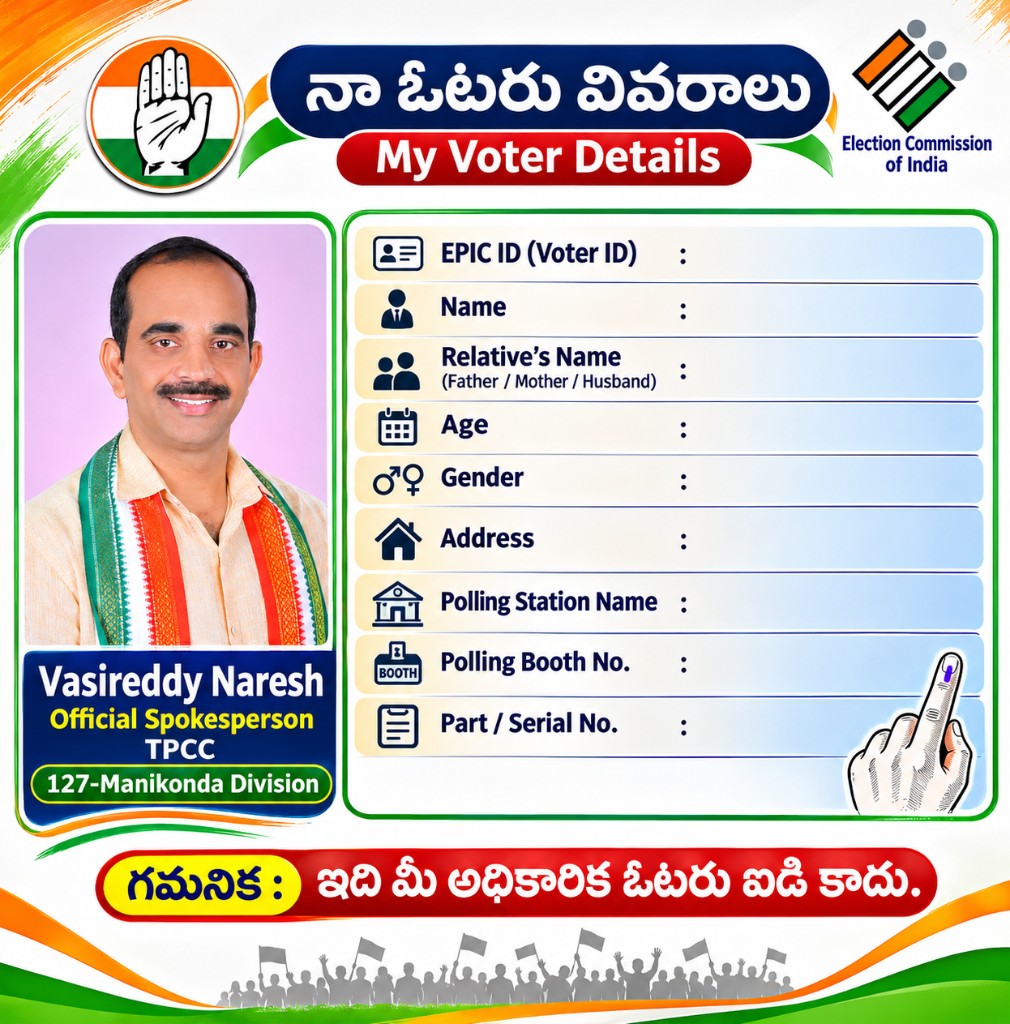 నా ఓటరు వివరాలు
My Voter Details
Election Commission
of India
EPIC ID (Voter ID) :
Name :
Relative's Name :
(Father / Mother / Husband)
Age :
Gender :
Address :
Polling Station Name :
BOOTH
Polling Booth No. :
Part / Serial No. :
Vasireddy Naresh
Official Spokesperson
TPCC
127-Manikonda Division
గమనిక : ఇది మీ అధికారిక ఓటరు ఐడి కాదు.